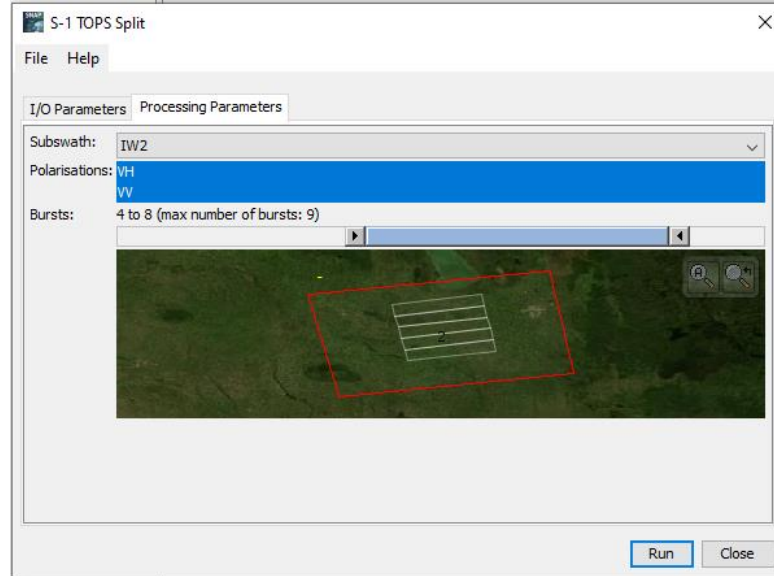 SNAP S-1 TOPS Split
File Help
I/O Parameters Processing Parameters
Subswath: IW2
Polarisations: VH
VV
Bursts: 4 to 8 (max number of bursts: 9)
2
Run Close